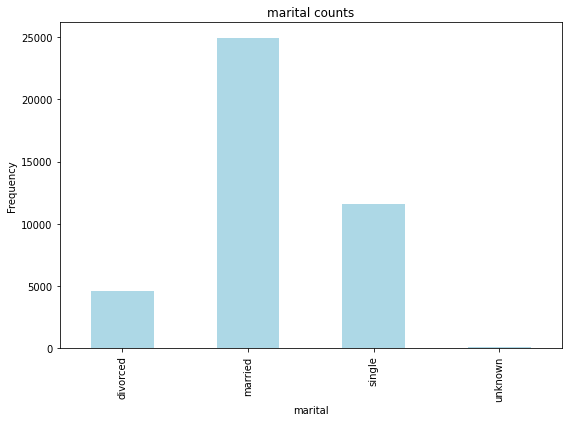 marital counts
25000
20000
15000
10000
5000
0
Frequency
divorced
married
single
unknown
marital